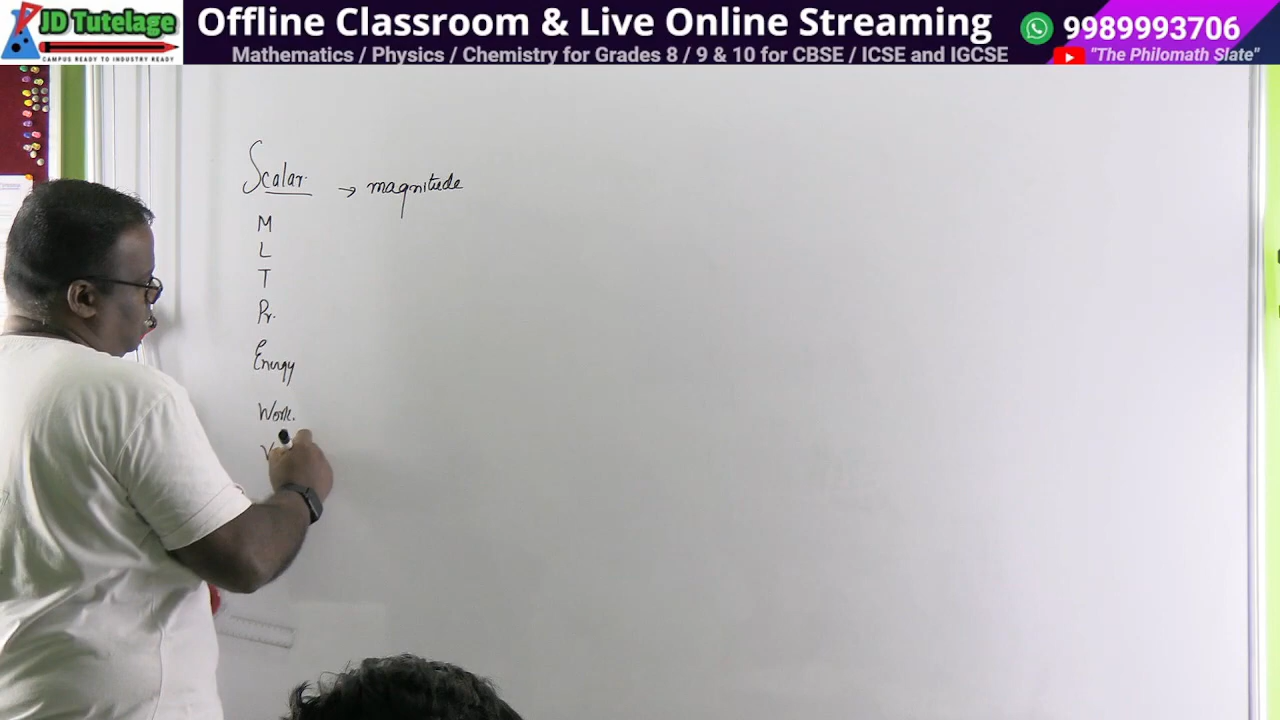 JD Tutelage
CAMPUS READY TO INDUSTRY READY
Offline Classroom & Live Online Streaming
9989993706
Mathematics / Physics / Chemistry for Grades 8 / 9 & 10 for CBSE / ICSE and IGCSE
"The Philomath Slate"
Scalar → magnitude
M
L
T
Pr.
Energy
Work.
V